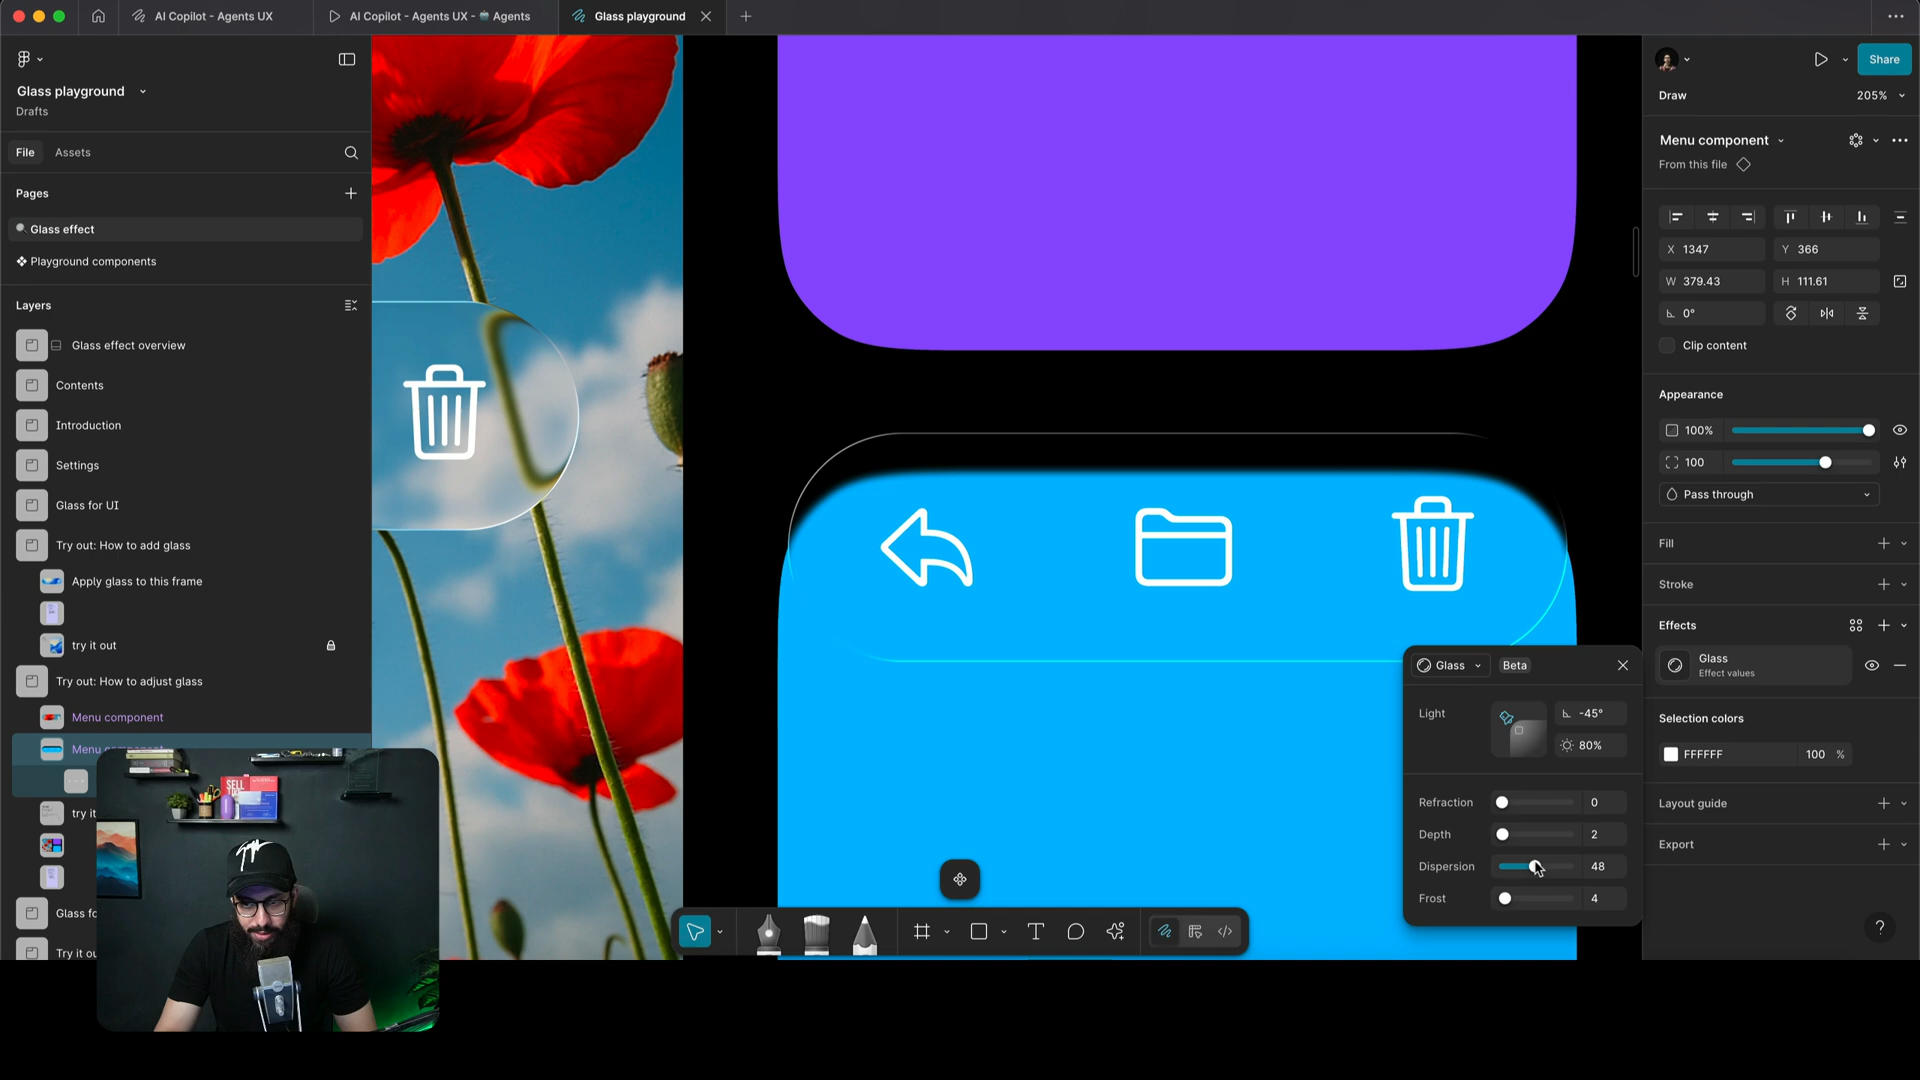 AI Copilot - Agents UX
AI Copilot - Agents UX - Agents
Glass playground
Glass playground
Drafts
File
Assets
Pages
Glass effect
Playground components
Layers
Glass effect overview
Contents
Introduction
Settings
Glass for UI
Try out: How to add glass
Apply glass to this frame
try it out
Try out: How to adjust glass
Menu component
Menu
try it
Glass fo
Try it ou
SELL
Share
Draw
205%
Menu component
From this file
X 1347
Y 366
W 379.43
H 111.61
0°
Clip content
Appearance
100%
100
Pass through
Fill
Stroke
Effects
Glass
Effect values
Selection colors
FFFFFF
100 %
Layout guide
Export
Glass
Beta
Light
-45°
80%
Refraction
0
Depth
2
Dispersion
48
Frost
4
?